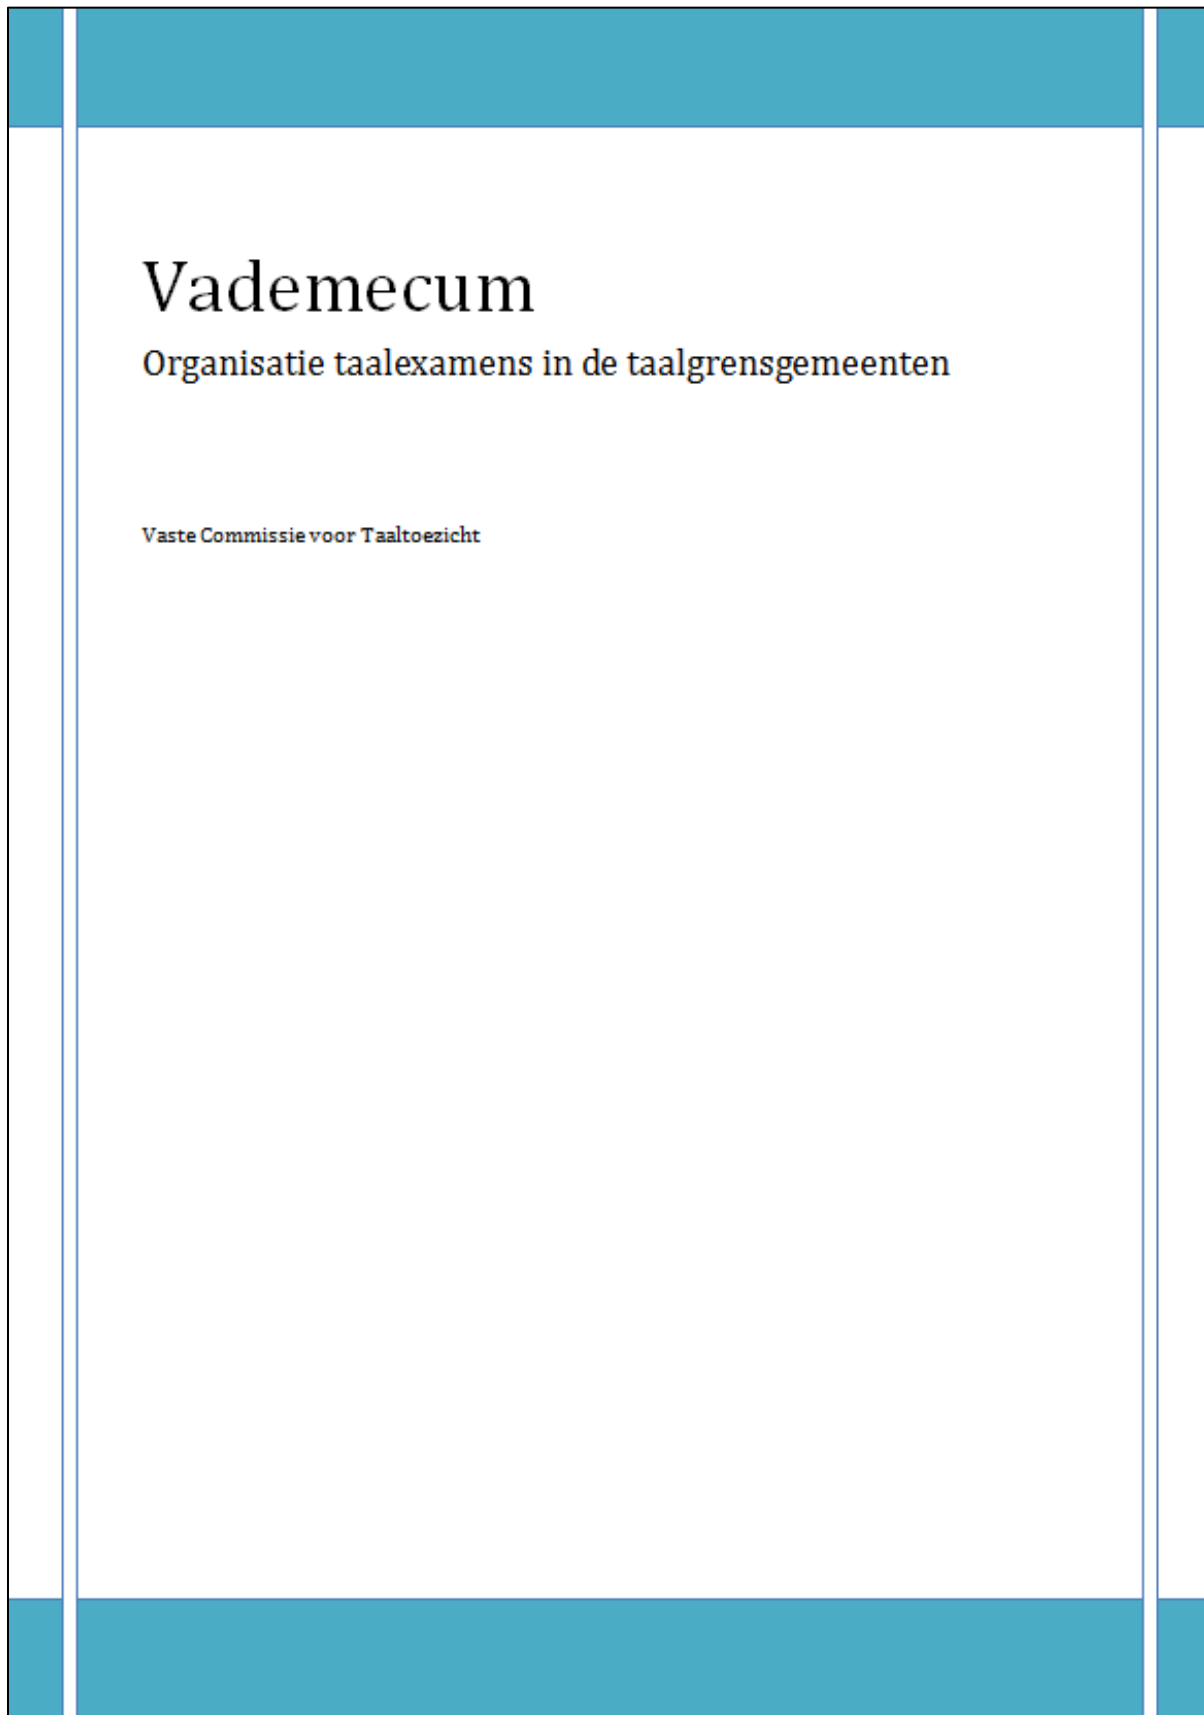 Vademecum
Organisatie taalexamens in de taalgrensgemeenten
Vaste Commissie voor Taaltoezicht